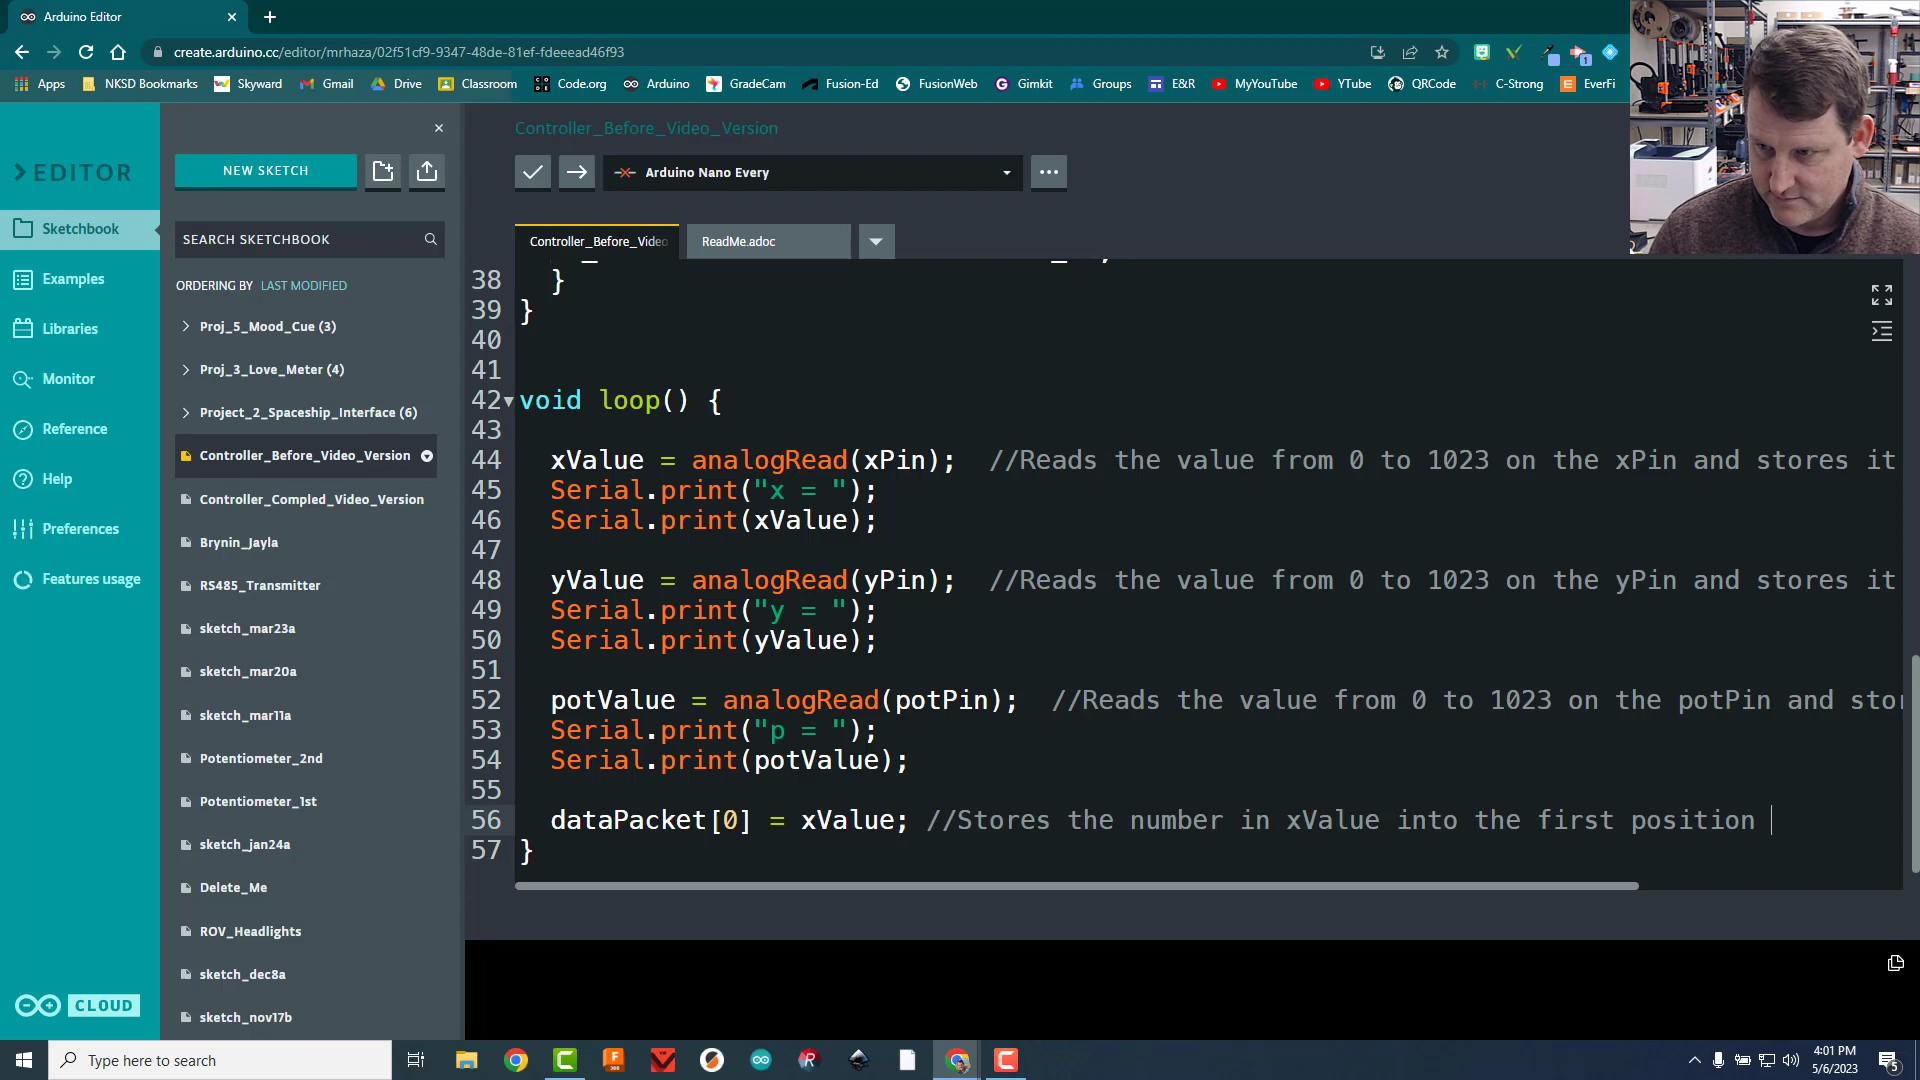 Arduino Editor
create.arduino.cc/editor/mrhaza/02f51cf9-9347-48de-81ef-fdeeead46f93
Apps NKSD Bookmarks Skyward Gmail Drive Classroom Code.org Arduino GradeCam Fusion-Ed FusionWeb Gimkit Groups E&R MyYouTube YTube QRCode C-Strong EverFi
EDITOR
Sketchbook
Examples
Libraries
Monitor
Reference
Help
Preferences
Features usage
CLOUD
NEW SKETCH
SEARCH SKETCHBOOK
ORDERING BY LAST MODIFIED
Proj_5_Mood_Cue (3)
Proj_3_Love_Meter (4)
Project_2_Spaceship_Interface (6)
Controller_Before_Video_Version
Controller_Compled_Video_Version
Brynin_Jayla
RS485_Transmitter
sketch_mar23a
sketch_mar20a
sketch_mar11a
Potentiometer_2nd
Potentiometer_1st
sketch_jan24a
Delete_Me
ROV_Headlights
sketch_dec8a
sketch_nov17b
Controller_Before_Video_Version
Arduino Nano Every
Controller_Before_Video ReadMe.adoc
38 }
39 }
40
41
42 void loop() {
43
44 xValue = analogRead(xPin); //Reads the value from 0 to 1023 on the xPin and stores it
45 Serial.print("x = ");
46 Serial.print(xValue);
47
48 yValue = analogRead(yPin); //Reads the value from 0 to 1023 on the yPin and stores it
49 Serial.print("y = ");
50 Serial.print(yValue);
51
52 potValue = analogRead(potPin); //Reads the value from 0 to 1023 on the potPin and stor
53 Serial.print("p = ");
54 Serial.print(potValue);
55
56 dataPacket[0] = xValue; //Stores the number in xValue into the first position
57 }
Type here to search
4:01 PM
5/6/2023
5